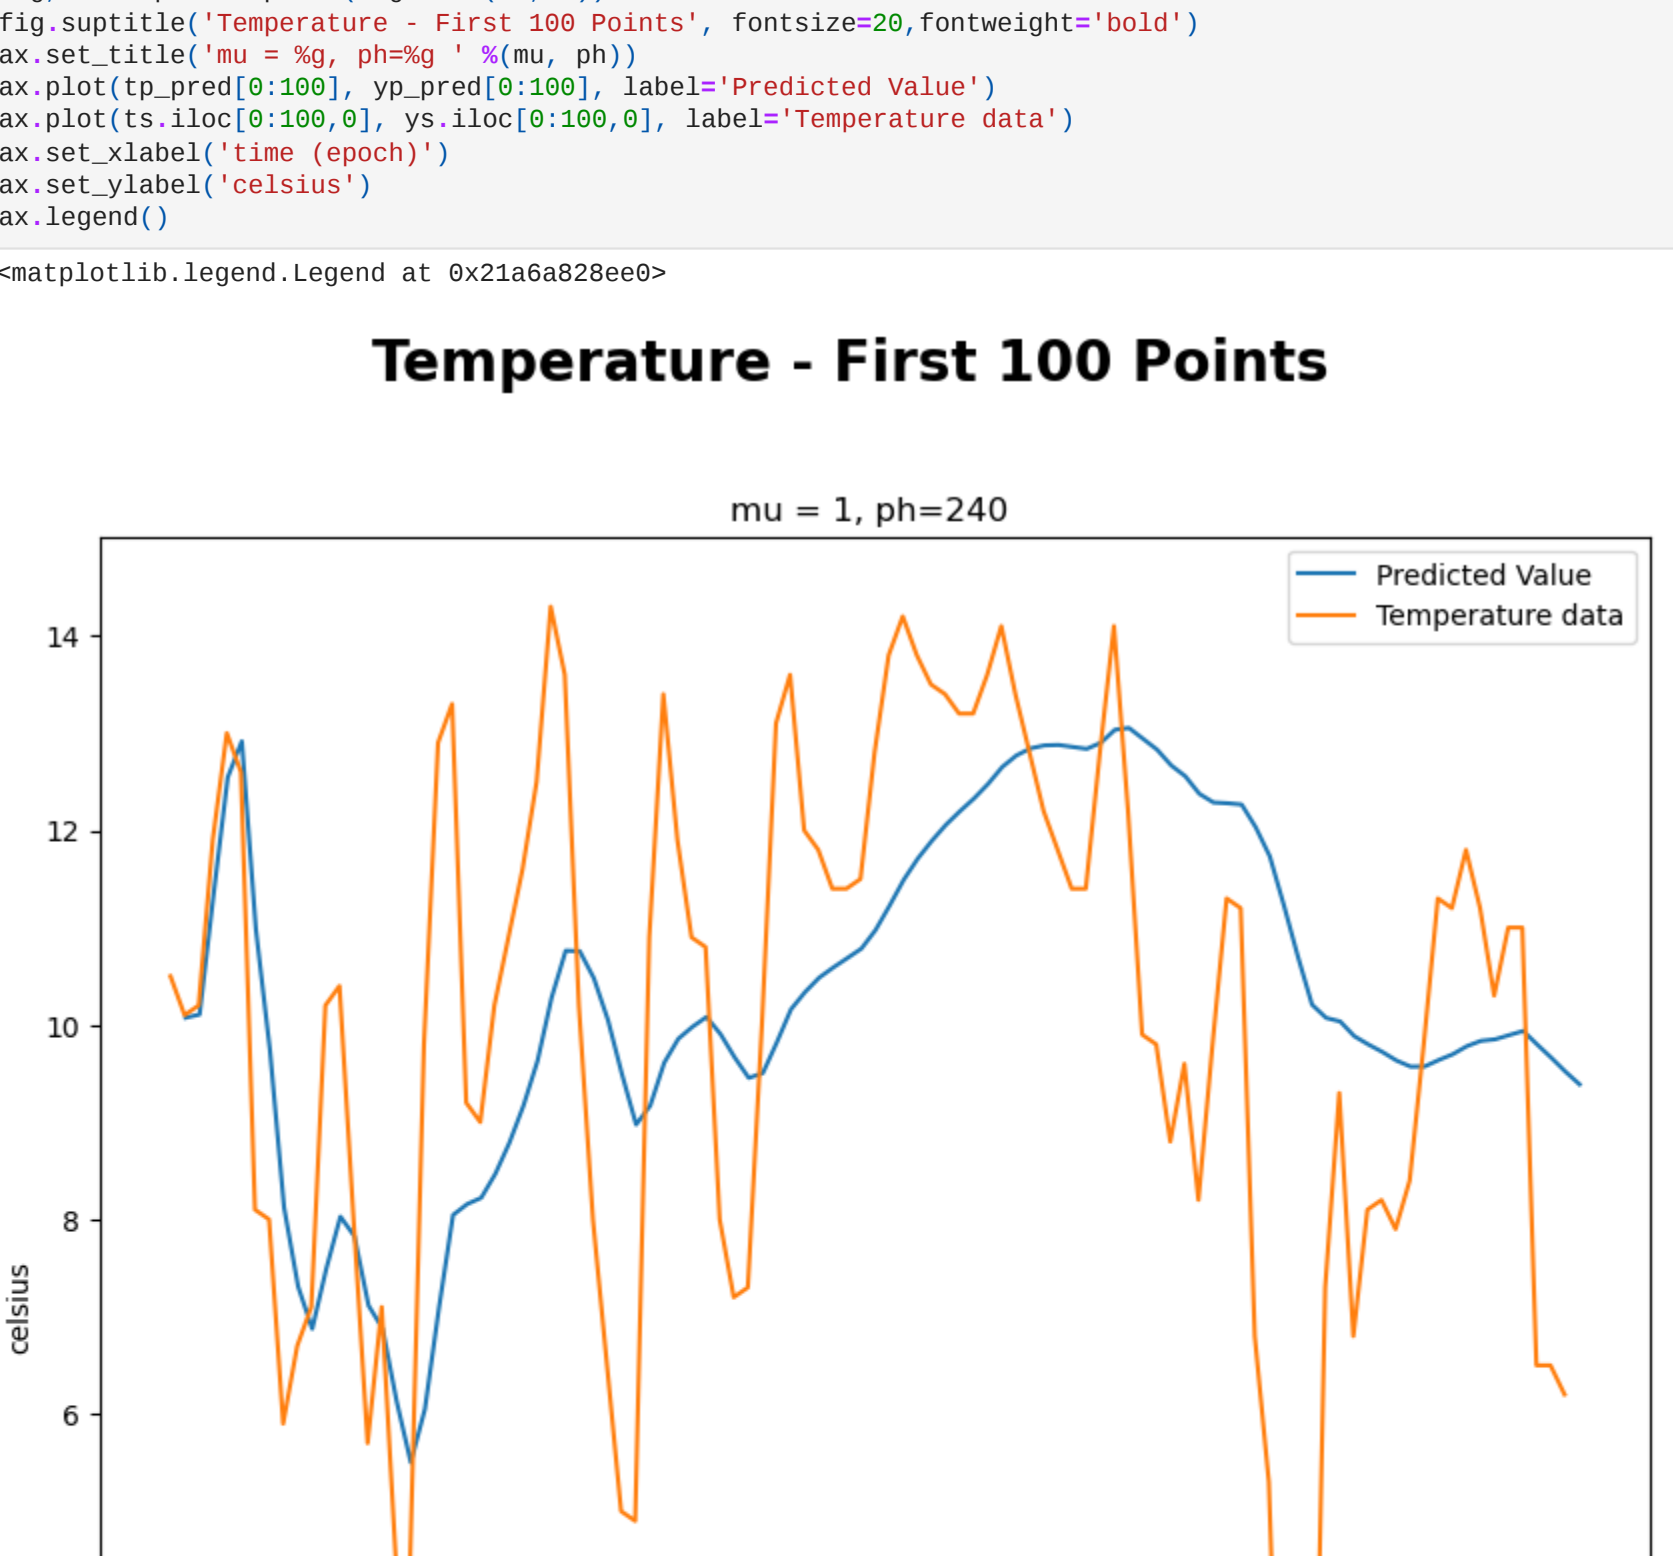 fig.suptitle('Temperature - First 100 Points', fontsize=20,fontweight='bold')
ax.set_title('mu = %g, ph=%g ' %(mu, ph))
ax.plot(tp_pred[0:100], yp_pred[0:100], label='Predicted Value')
ax.plot(ts.iloc[0:100,0], ys.iloc[0:100,0], label='Temperature data')
ax.set_xlabel('time (epoch)')
ax.set_ylabel('celsius')
ax.legend()
<matplotlib.legend.Legend at 0x21a6a828ee0>
Temperature - First 100 Points
mu = 1, ph=240
Predicted Value
Temperature data
14
12
10
8
6
celsius